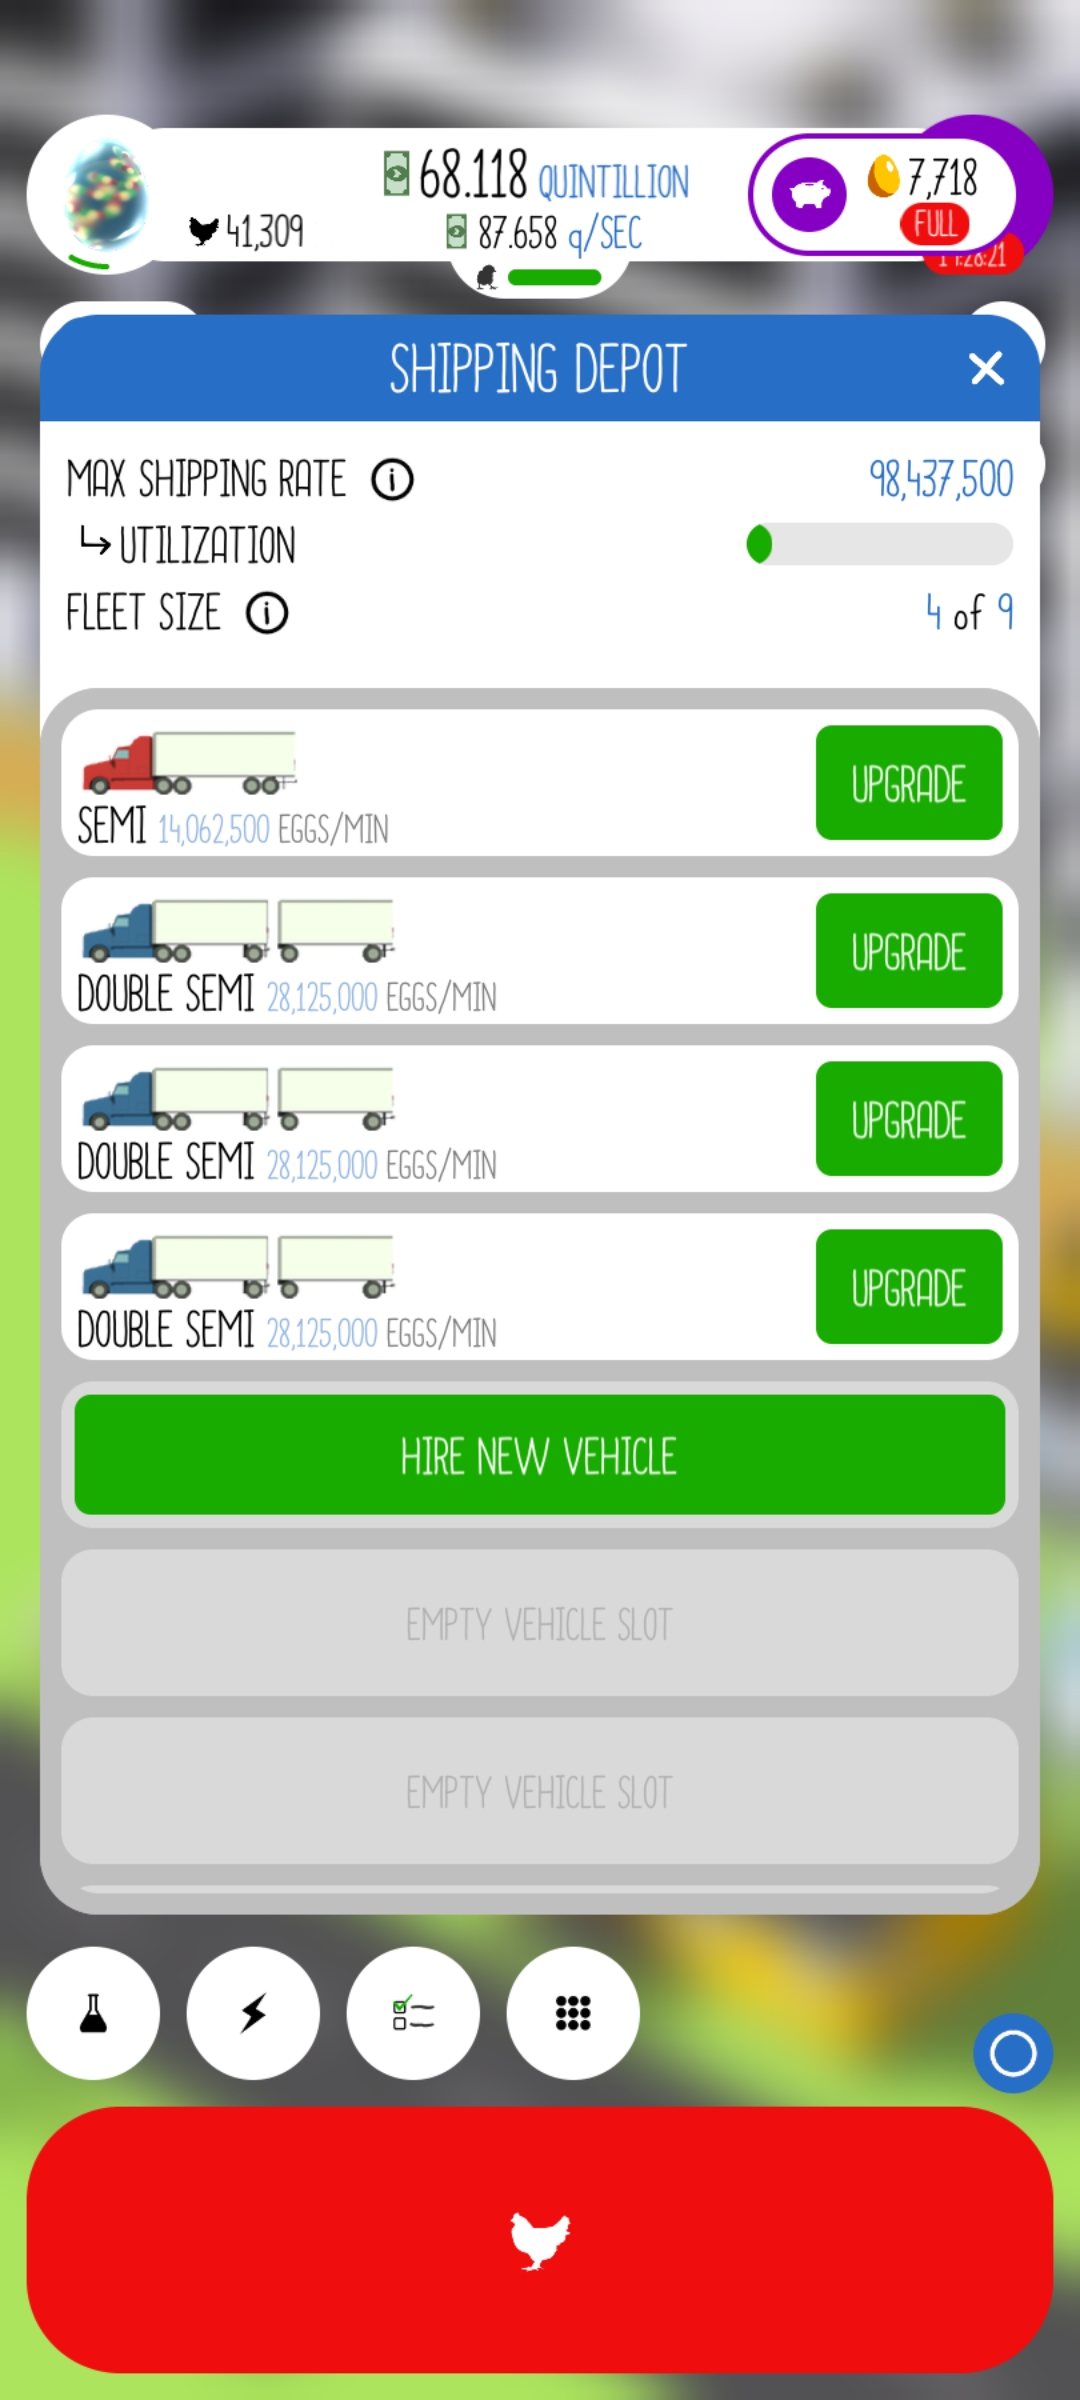 68.118 QUINTILLION
41,309
87.658 q/SEC
7,718
FULL
SHIPPING DEPOT
MAX SHIPPING RATE
98,437,500
UTILIZATION
FLEET SIZE
4 of 9
SEMI 14,062,500 EGGS/MIN
UPGRADE
DOUBLE SEMI 28,125,000 EGGS/MIN
UPGRADE
DOUBLE SEMI 28,125,000 EGGS/MIN
UPGRADE
DOUBLE SEMI 28,125,000 EGGS/MIN
UPGRADE
HIRE NEW VEHICLE
EMPTY VEHICLE SLOT
EMPTY VEHICLE SLOT